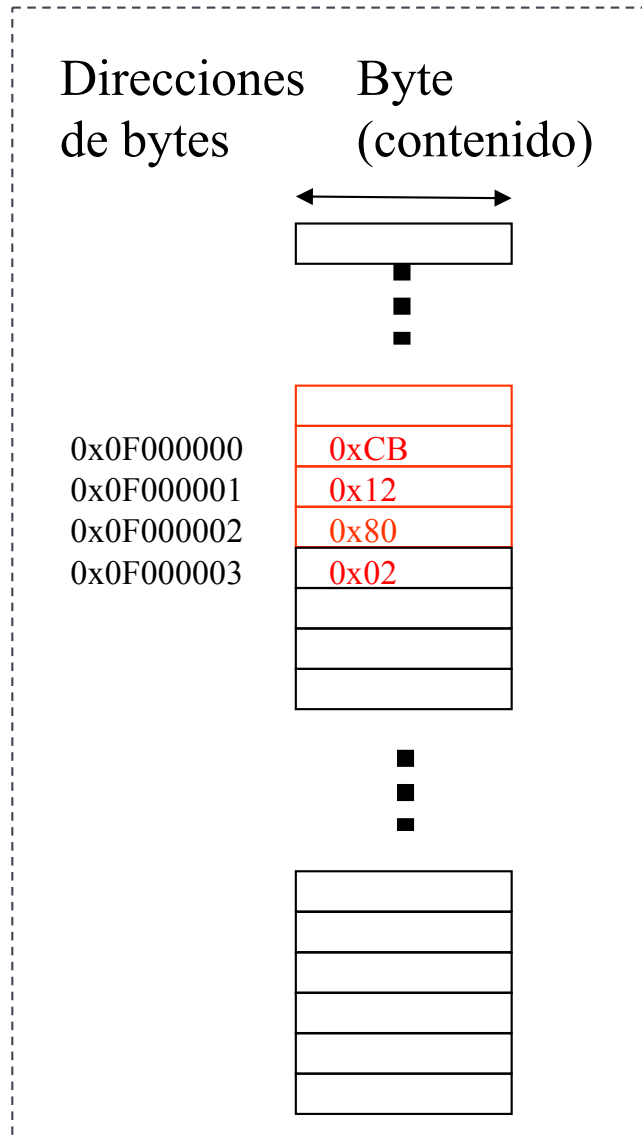 Direcciones Byte
de bytes (contenido)
0x0F000000 0xCB
0x0F000001 0x12
0x0F000002 0x80
0x0F000003 0x02